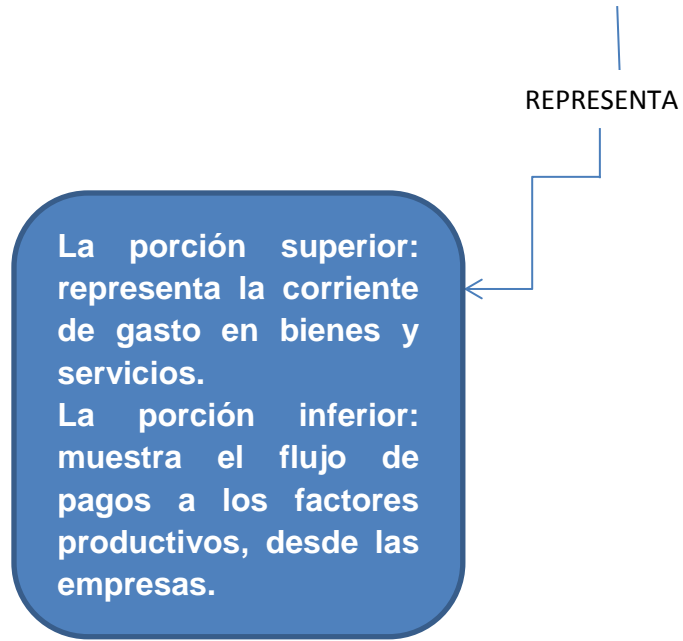 REPRESENTA
La porción superior:
representa la corriente
de gasto en bienes y
servicios.
La porción inferior:
muestra el flujo de
pagos a los factores
productivos, desde las
empresas.